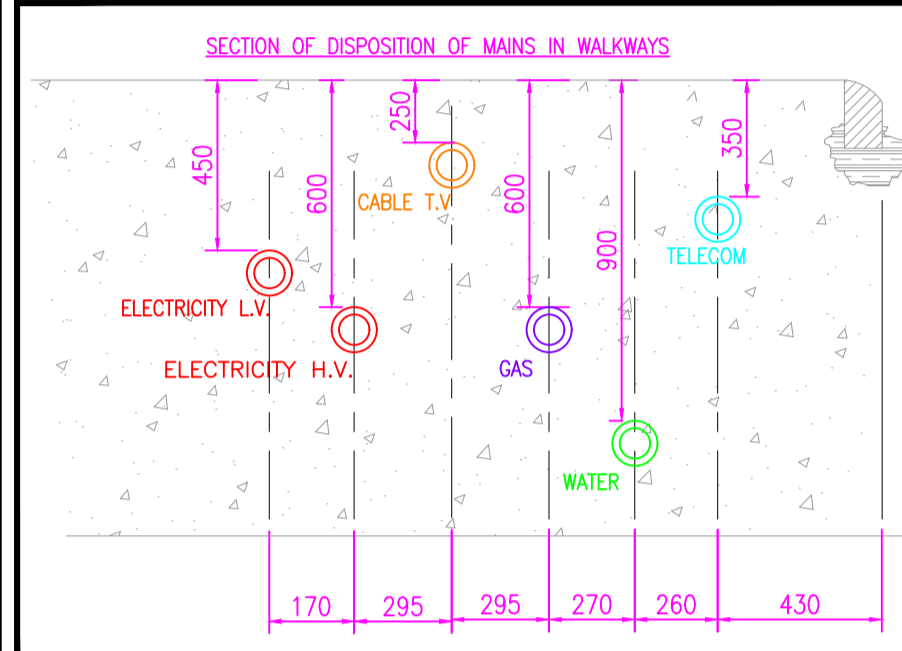 SECTION OF DISPOSITION OF MAINS IN WALKWAYS
250
350
450
600
600
900
CABLE T.V
TELECOM
ELECTRICITY L.V.
ELECTRICITY H.V.
GAS
WATER
170 295 295 270 260 430